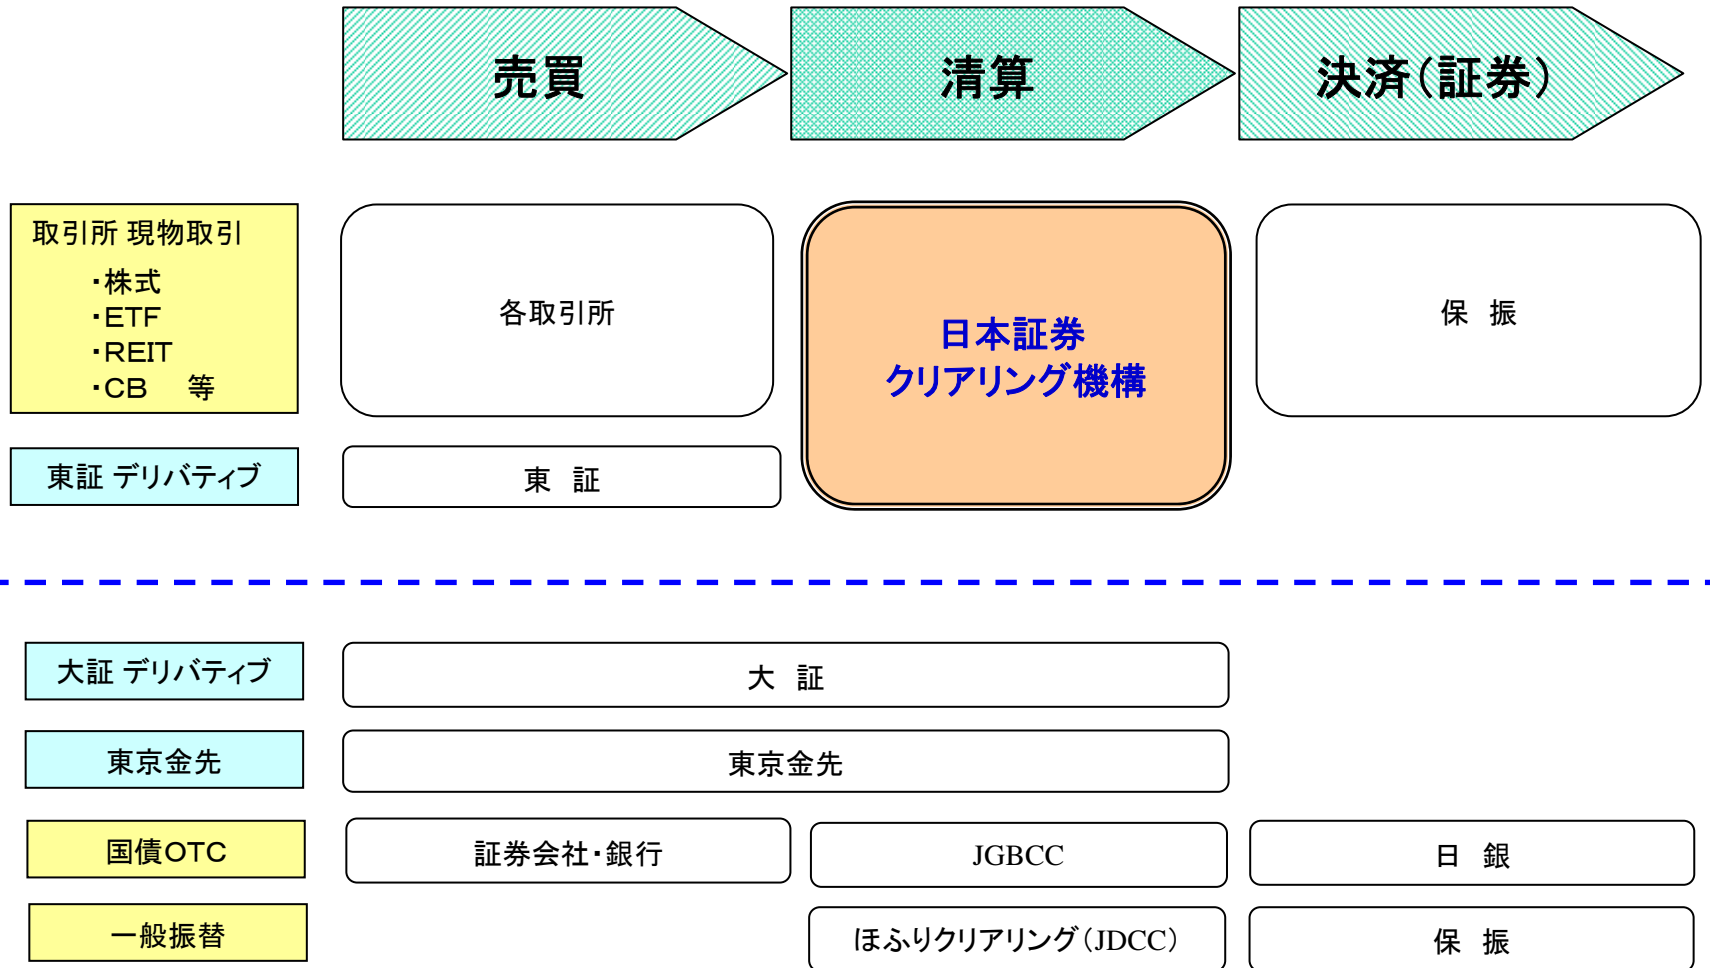 売買
清算
決済(証券)
取引所 現物取引
・株式
・ETF
・REIT
・CB 等
各取引所
日本証券
クリアリング機構
保 振
東証 デリバティブ
東 証
大証 デリバティブ
大 証
東京金先
東京金先
国債OTC
証券会社・銀行
JGBCC
日 銀
一般振替
ほふりクリアリング(JDCC)
保 振